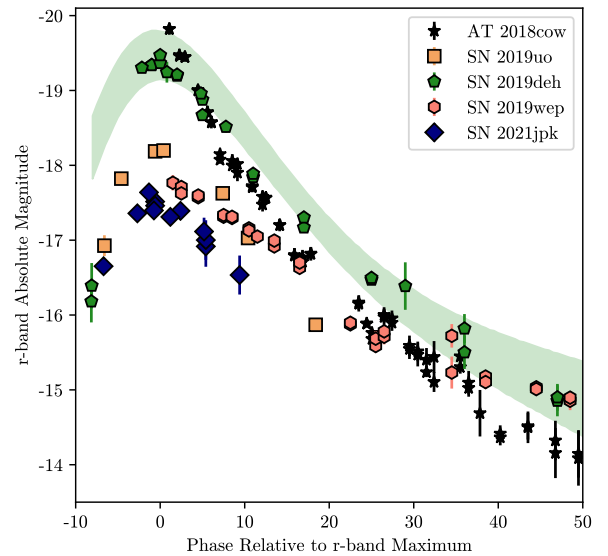 -20
-19
-18
-17
-16
-15
-14
r-band Absolute Magnitude
AT 2018cow
SN 2019uo
SN 2019deh
SN 2019wep
SN 2021jpk
-10
0
10
20
30
40
50
Phase Relative to r-band Maximum